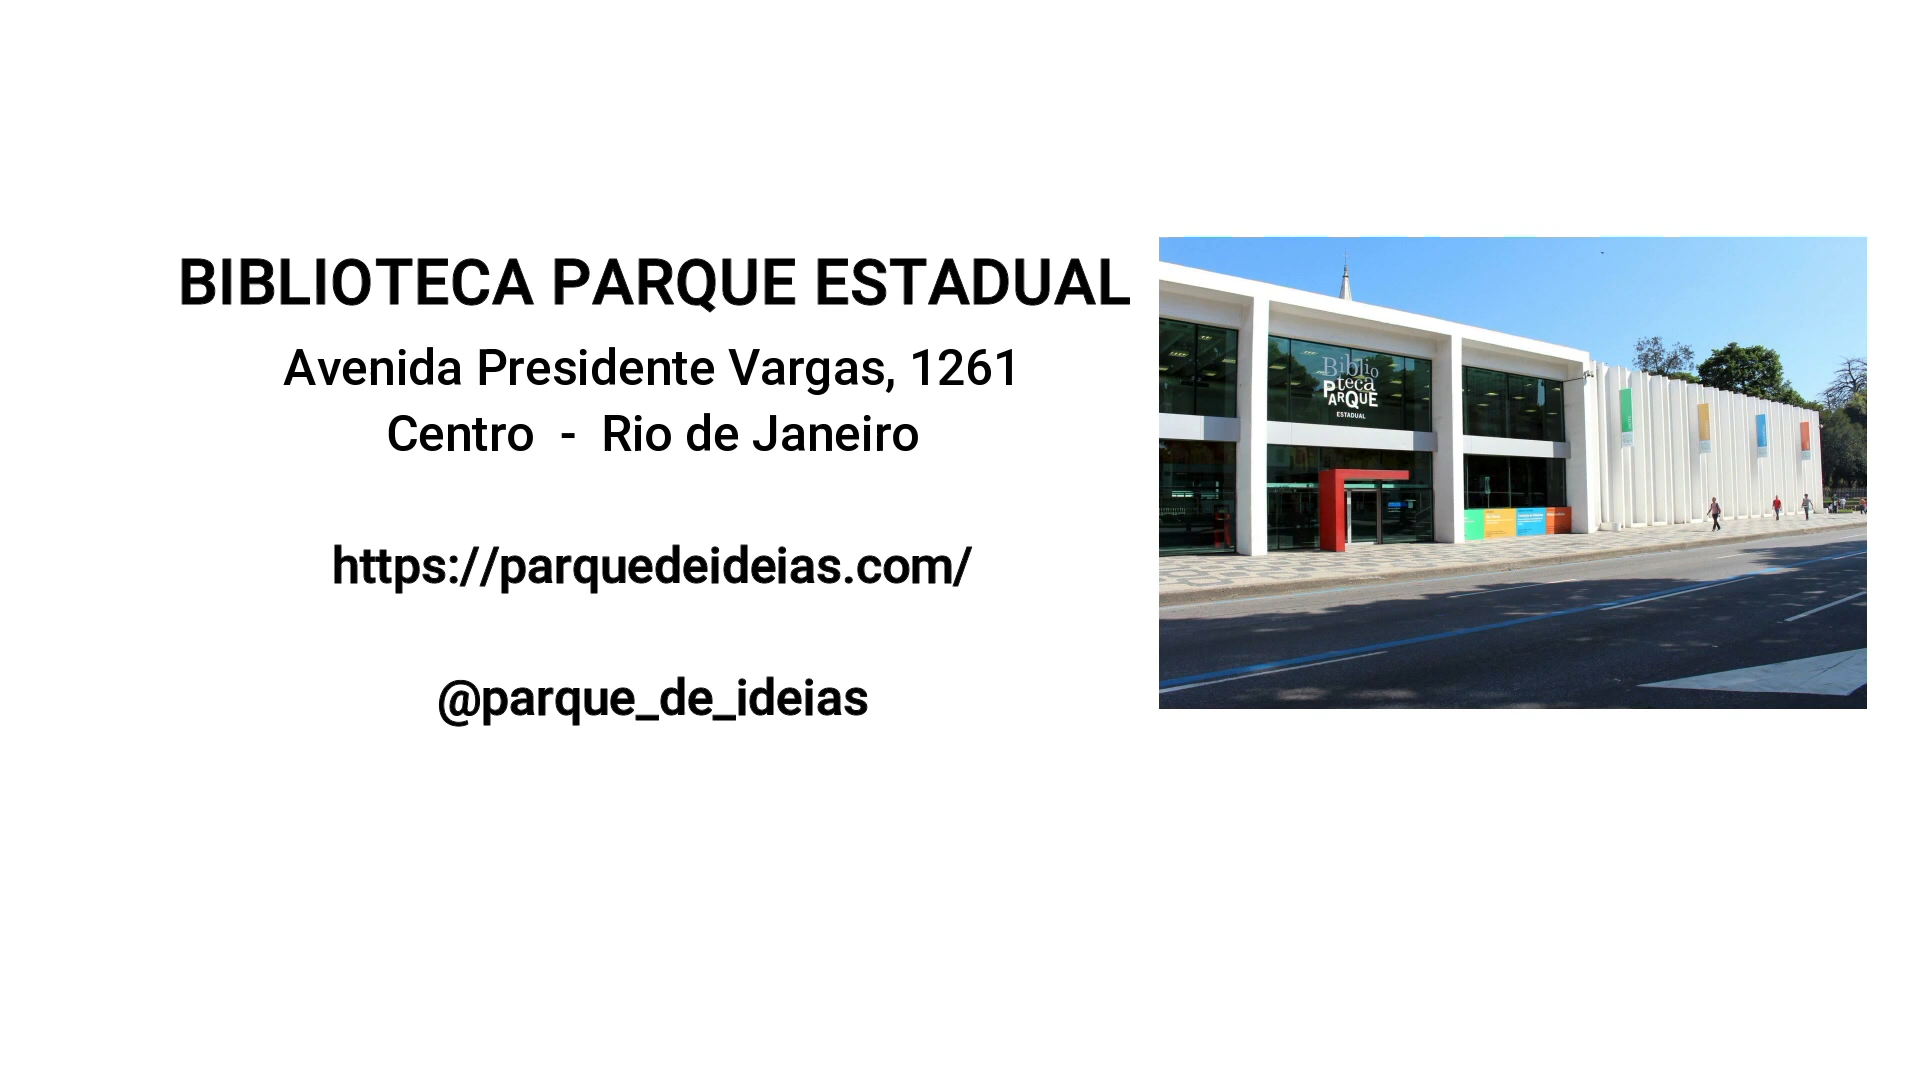 BIBLIOTECA PARQUE ESTADUAL
Avenida Presidente Vargas, 1261
Centro - Rio de Janeiro
https://parquedeideias.com/
@parque_de_ideias
Biblio
teca
PARQUE
ESTADUAL